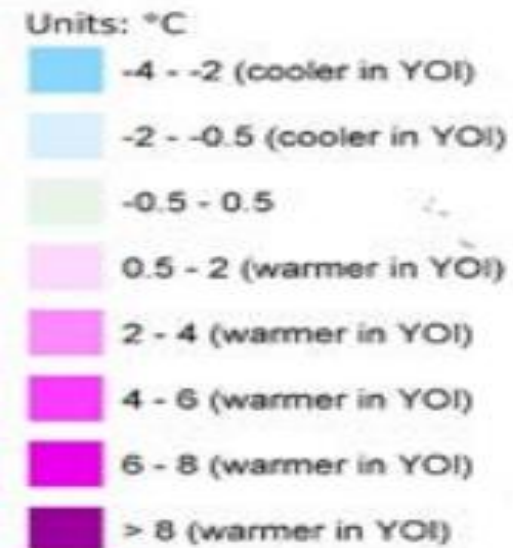 Units: °C
-4 - -2 (cooler in YOI)
-2 - -0.5 (cooler in YOI)
-0.5 - 0.5
0.5 - 2 (warmer in YOI)
2 - 4 (warmer in YOI)
4 - 6 (warmer in YOI)
6 - 8 (warmer in YOI)
> 8 (warmer in YOI)